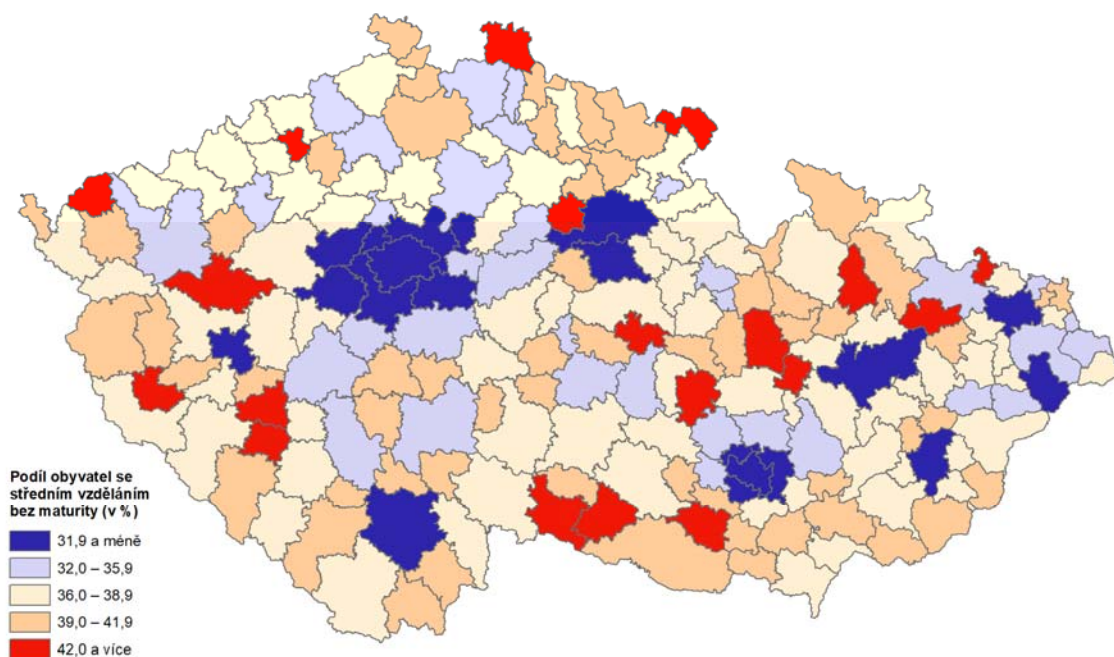 Podíl obyvatel se
středním vzděláním
bez maturity (v %)
31,9 a méně
32,0 – 35,9
36,0 – 38,9
39,0 – 41,9
42,0 a více